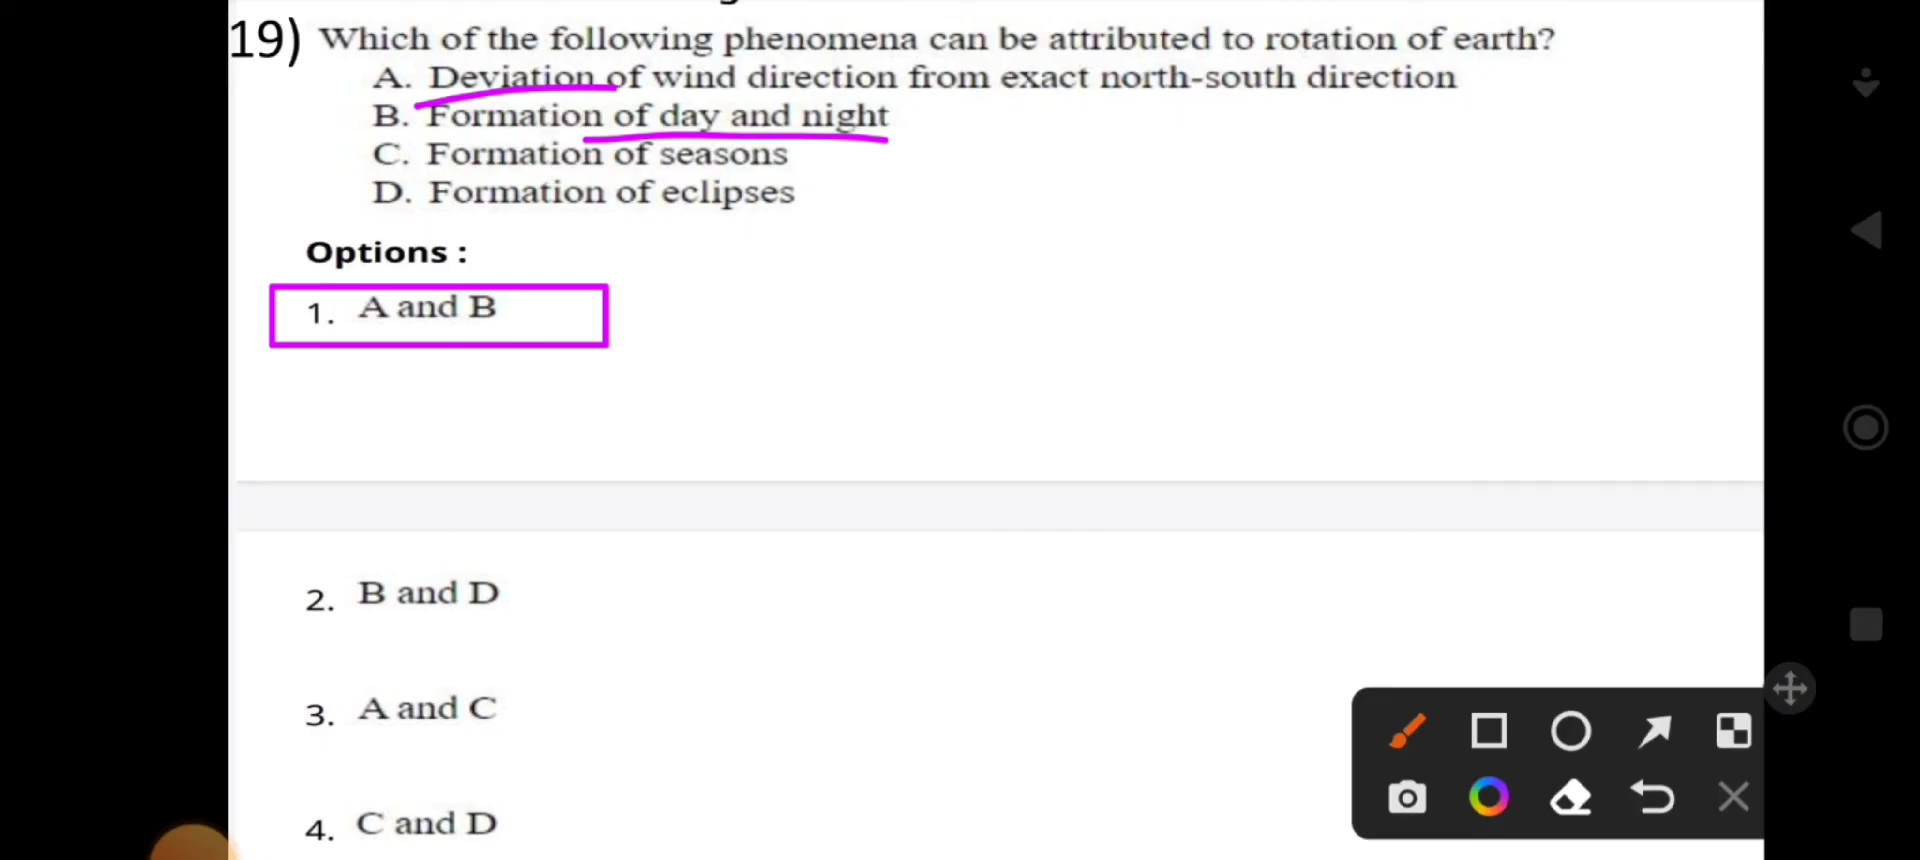 19) Which of the following phenomena can be attributed to rotation of earth?
A. Deviation of wind direction from exact north-south direction
B. Formation of day and night
C. Formation of seasons
D. Formation of eclipses
Options :
1. A and B
2. B and D
3. A and C
4. C and D